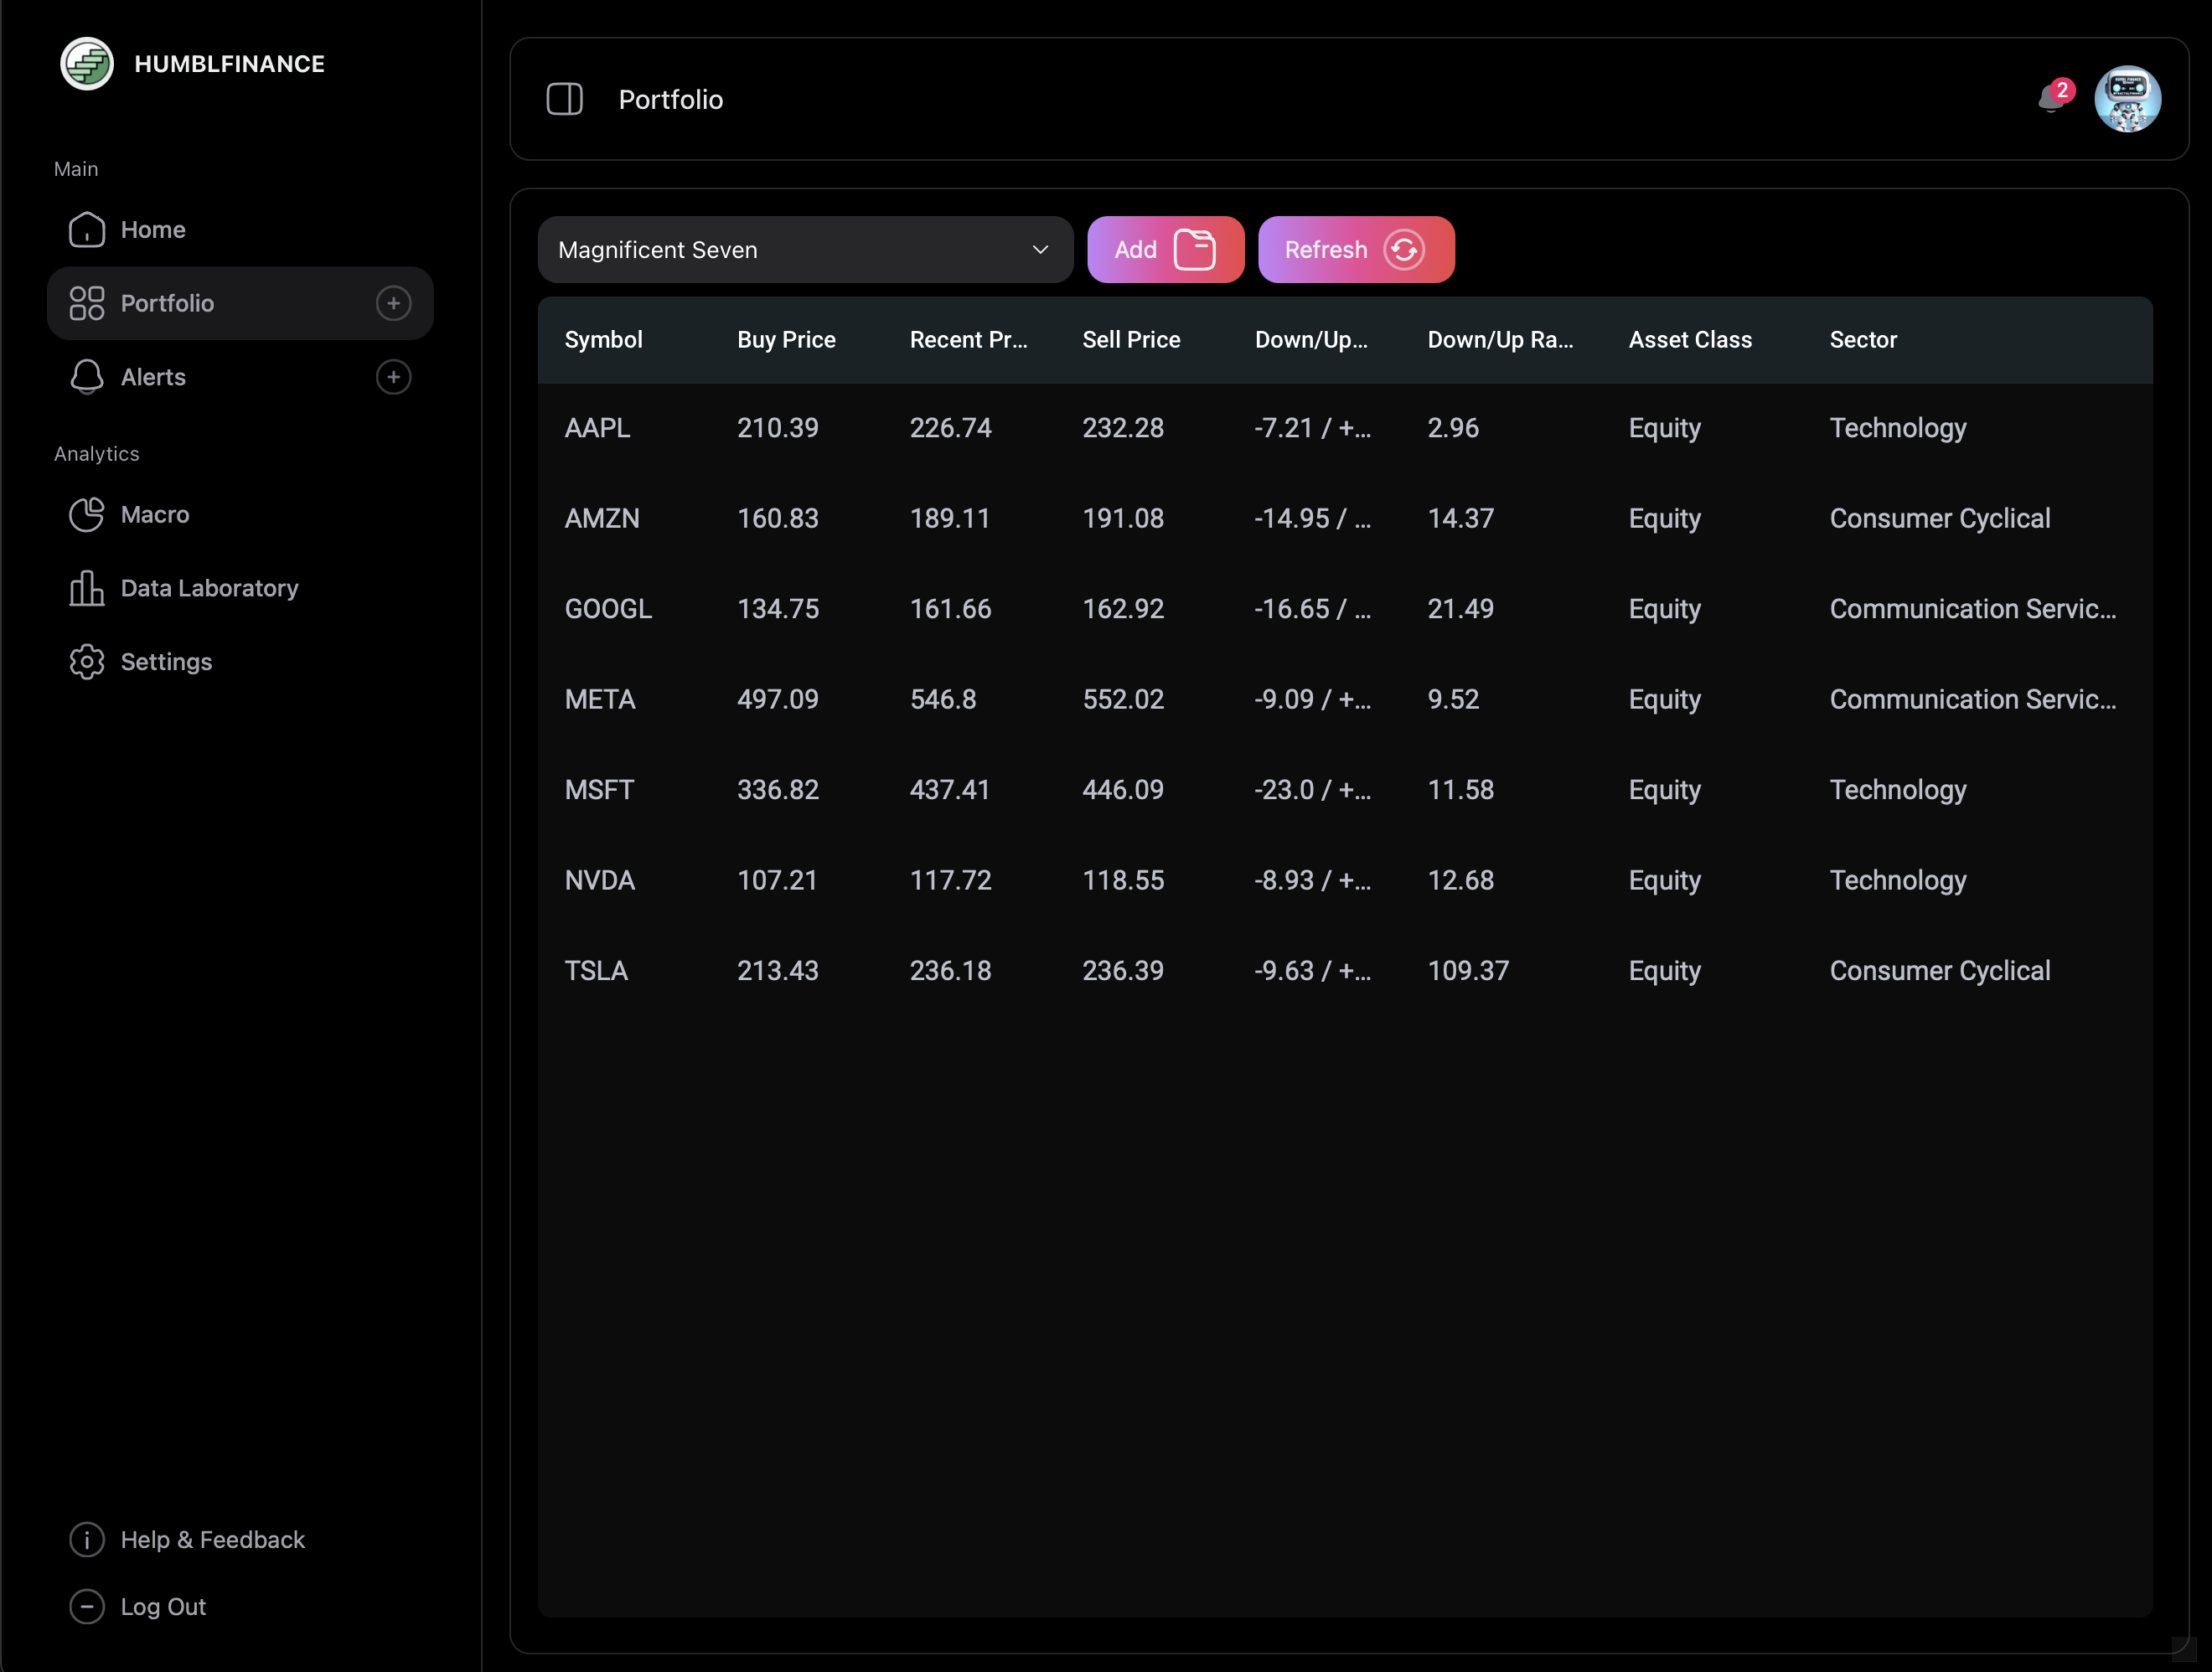 HUMBLFINANCE
Main
Home
Portfolio
Alerts
Analytics
Macro
Data Laboratory
Settings
Help & Feedback
Log Out
Portfolio
2
Magnificent Seven
Add
Refresh
Symbol Buy Price Recent Pr... Sell Price Down/Up... Down/Up Ra... Asset Class Sector
AAPL 210.39 226.74 232.28 -7.21 / +... 2.96 Equity Technology
AMZN 160.83 189.11 191.08 -14.95 / ... 14.37 Equity Consumer Cyclical
GOOGL 134.75 161.66 162.92 -16.65 / ... 21.49 Equity Communication Servic...
META 497.09 546.8 552.02 -9.09 / +... 9.52 Equity Communication Servic...
MSFT 336.82 437.41 446.09 -23.0 / +... 11.58 Equity Technology
NVDA 107.21 117.72 118.55 -8.93 / +... 12.68 Equity Technology
TSLA 213.43 236.18 236.39 -9.63 / +... 109.37 Equity Consumer Cyclical